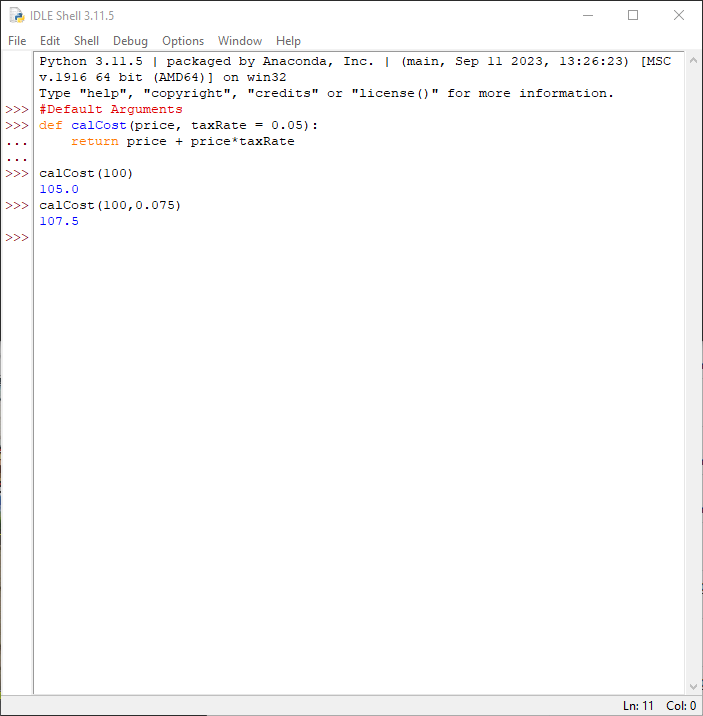 IDLE Shell 3.11.5
File Edit Shell Debug Options Window Help
Python 3.11.5 | packaged by Anaconda, Inc. | (main, Sep 11 2023, 13:26:23) [MSC
v.1916 64 bit (AMD64)] on win32
Type "help", "copyright", "credits" or "license()" for more information.
>>> #Default Arguments
>>> def calCost(price, taxRate = 0.05):
...     return price + price*taxRate
...
>>> calCost(100)
105.0
>>> calCost(100,0.075)
107.5
>>>
Ln: 11 Col: 0